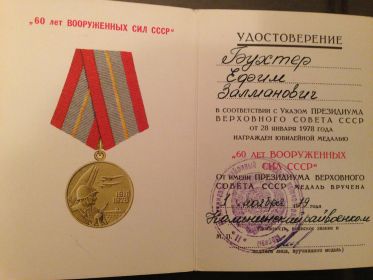 „60 лет ВООРУЖЕННЫХ СИЛ СССР“
1918
1978
УДОСТОВЕРЕНИЕ
Бухтер
Ефим
Залманович
В СООТВЕТСТВИИ С УКАЗОМ ПРЕЗИДИУМА
ВЕРХОВНОГО СОВЕТА СССР
ОТ 28 ЯНВАРЯ 1978 ГОДА
НАГРАЖДЕН ЮБИЛЕЙНОЙ МЕДАЛЬЮ
„60 ЛЕТ ВООРУЖЕННЫХ
СИЛ СССР“
ОТ ИМЕНИ ПРЕЗИДИУМА ВЕРХОВНОГО
СОВЕТА СССР МЕДАЛЬ ВРУЧЕНА
1979 года
райвоенком
М. П.